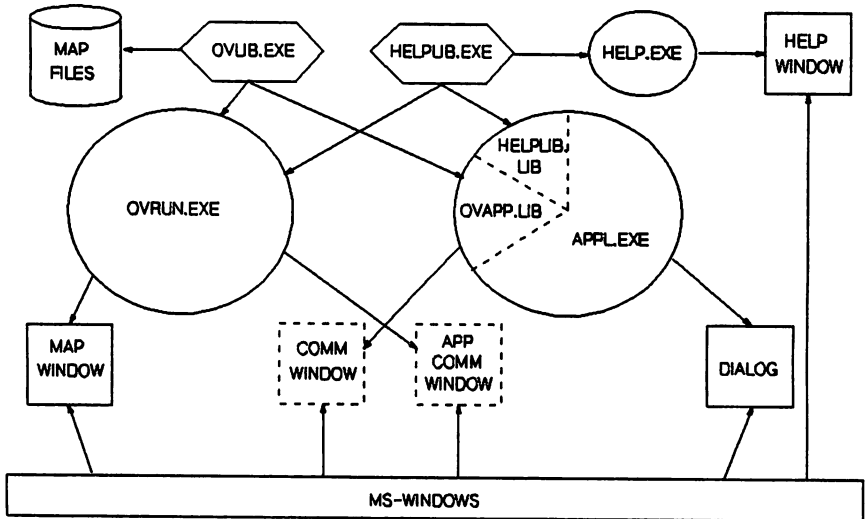 MAP
FILES
OVLIB.EXE
HELPLIB.EXE
HELP.EXE
HELP
WINDOW
OVRUN.EXE
HELPLIB.
LIB
OVAPP.LIB
APPL.EXE
MAP
WINDOW
COMM
WINDOW
APP
COMM
WINDOW
DIALOG
MS-WINDOWS